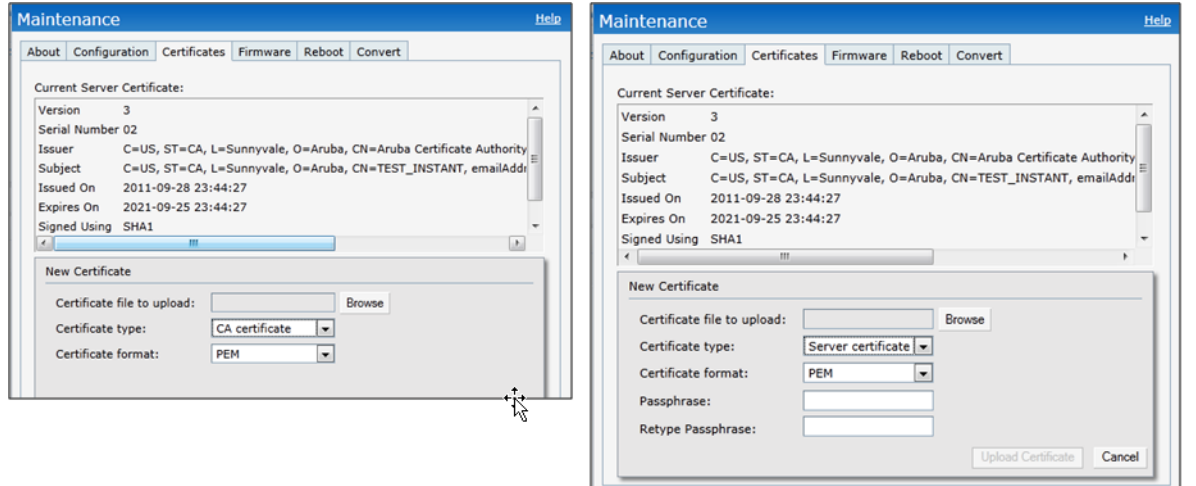 Maintenance Help
About Configuration Certificates Firmware Reboot Convert
Current Server Certificate:
Version 3
Serial Number 02
Issuer C=US, ST=CA, L=Sunnyvale, O=Aruba, CN=Aruba Certificate Authority
Subject C=US, ST=CA, L=Sunnyvale, O=Aruba, CN=TEST_INSTANT, emailAddr
Issued On 2011-09-28 23:44:27
Expires On 2021-09-25 23:44:27
Signed Using SHA1
New Certificate
Certificate file to upload: Browse
Certificate type: CA certificate
Certificate format: PEM
Maintenance Help
About Configuration Certificates Firmware Reboot Convert
Current Server Certificate:
Version 3
Serial Number 02
Issuer C=US, ST=CA, L=Sunnyvale, O=Aruba, CN=Aruba Certificate Authority
Subject C=US, ST=CA, L=Sunnyvale, O=Aruba, CN=TEST_INSTANT, emailAddr
Issued On 2011-09-28 23:44:27
Expires On 2021-09-25 23:44:27
Signed Using SHA1
New Certificate
Certificate file to upload: Browse
Certificate type: Server certificate
Certificate format: PEM
Passphrase:
Retype Passphrase:
Upload Certificate Cancel